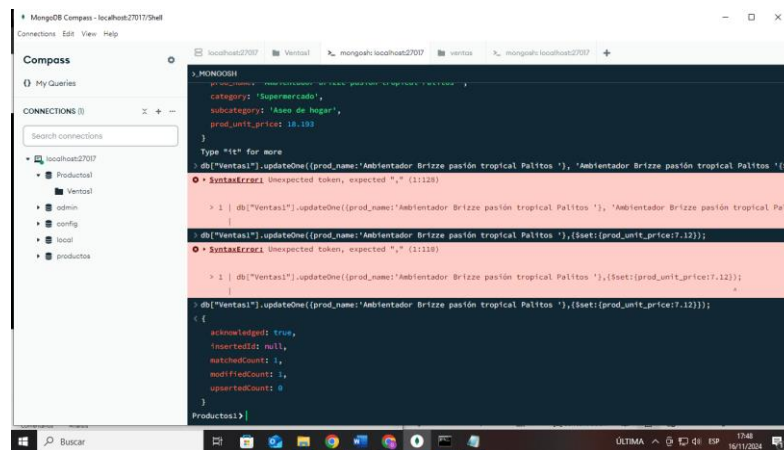 MongoDB Compass - localhost:27017/Shell
Connections Edit View Help
Compass
localhost:27017 Ventas1 >_ mongosh: localhost:27017 ventas >_ mongosh: localhost:27017 +
My Queries
>_MONGOSH
CONNECTIONS (1)
Search connections
localhost:27017
Productos1
Ventas1
admin
config
local
productos
prod_name: 'Ambientador Brizze pasión tropical Palitos ',
category: 'Supermercado',
subcategory: 'Aseo de hogar',
prod_unit_price: 18.103
}
Type "it" for more
> db["Ventas1"].updateOne({prod_name:'Ambientador Brizze pasión tropical Palitos '}, 'Ambientador Brizze pasión tropical Palitos '{
SyntaxError: Unexpected token, expected "," (1:128)
> 1 | db["Ventas1"].updateOne({prod_name:'Ambientador Brizze pasión tropical Palitos '}, 'Ambientador Brizze pasión tropical Pa
|
> db["Ventas1"].updateOne({prod_name:'Ambientador Brizze pasión tropical Palitos '},{$set:{prod_unit_price:7.12});
SyntaxError: Unexpected token, expected "," (1:110)
> 1 | db["Ventas1"].updateOne({prod_name:'Ambientador Brizze pasión tropical Palitos '},{$set:{prod_unit_price:7.12});
| ^
> db["Ventas1"].updateOne({prod_name:'Ambientador Brizze pasión tropical Palitos '},{$set:{prod_unit_price:7.12}});
< {
acknowledged: true,
insertedId: null,
matchedCount: 1,
modifiedCount: 1,
upsertedCount: 0
}
Productos1>
Buscar
ÚLTIMA
ESP
17:48
16/11/2024